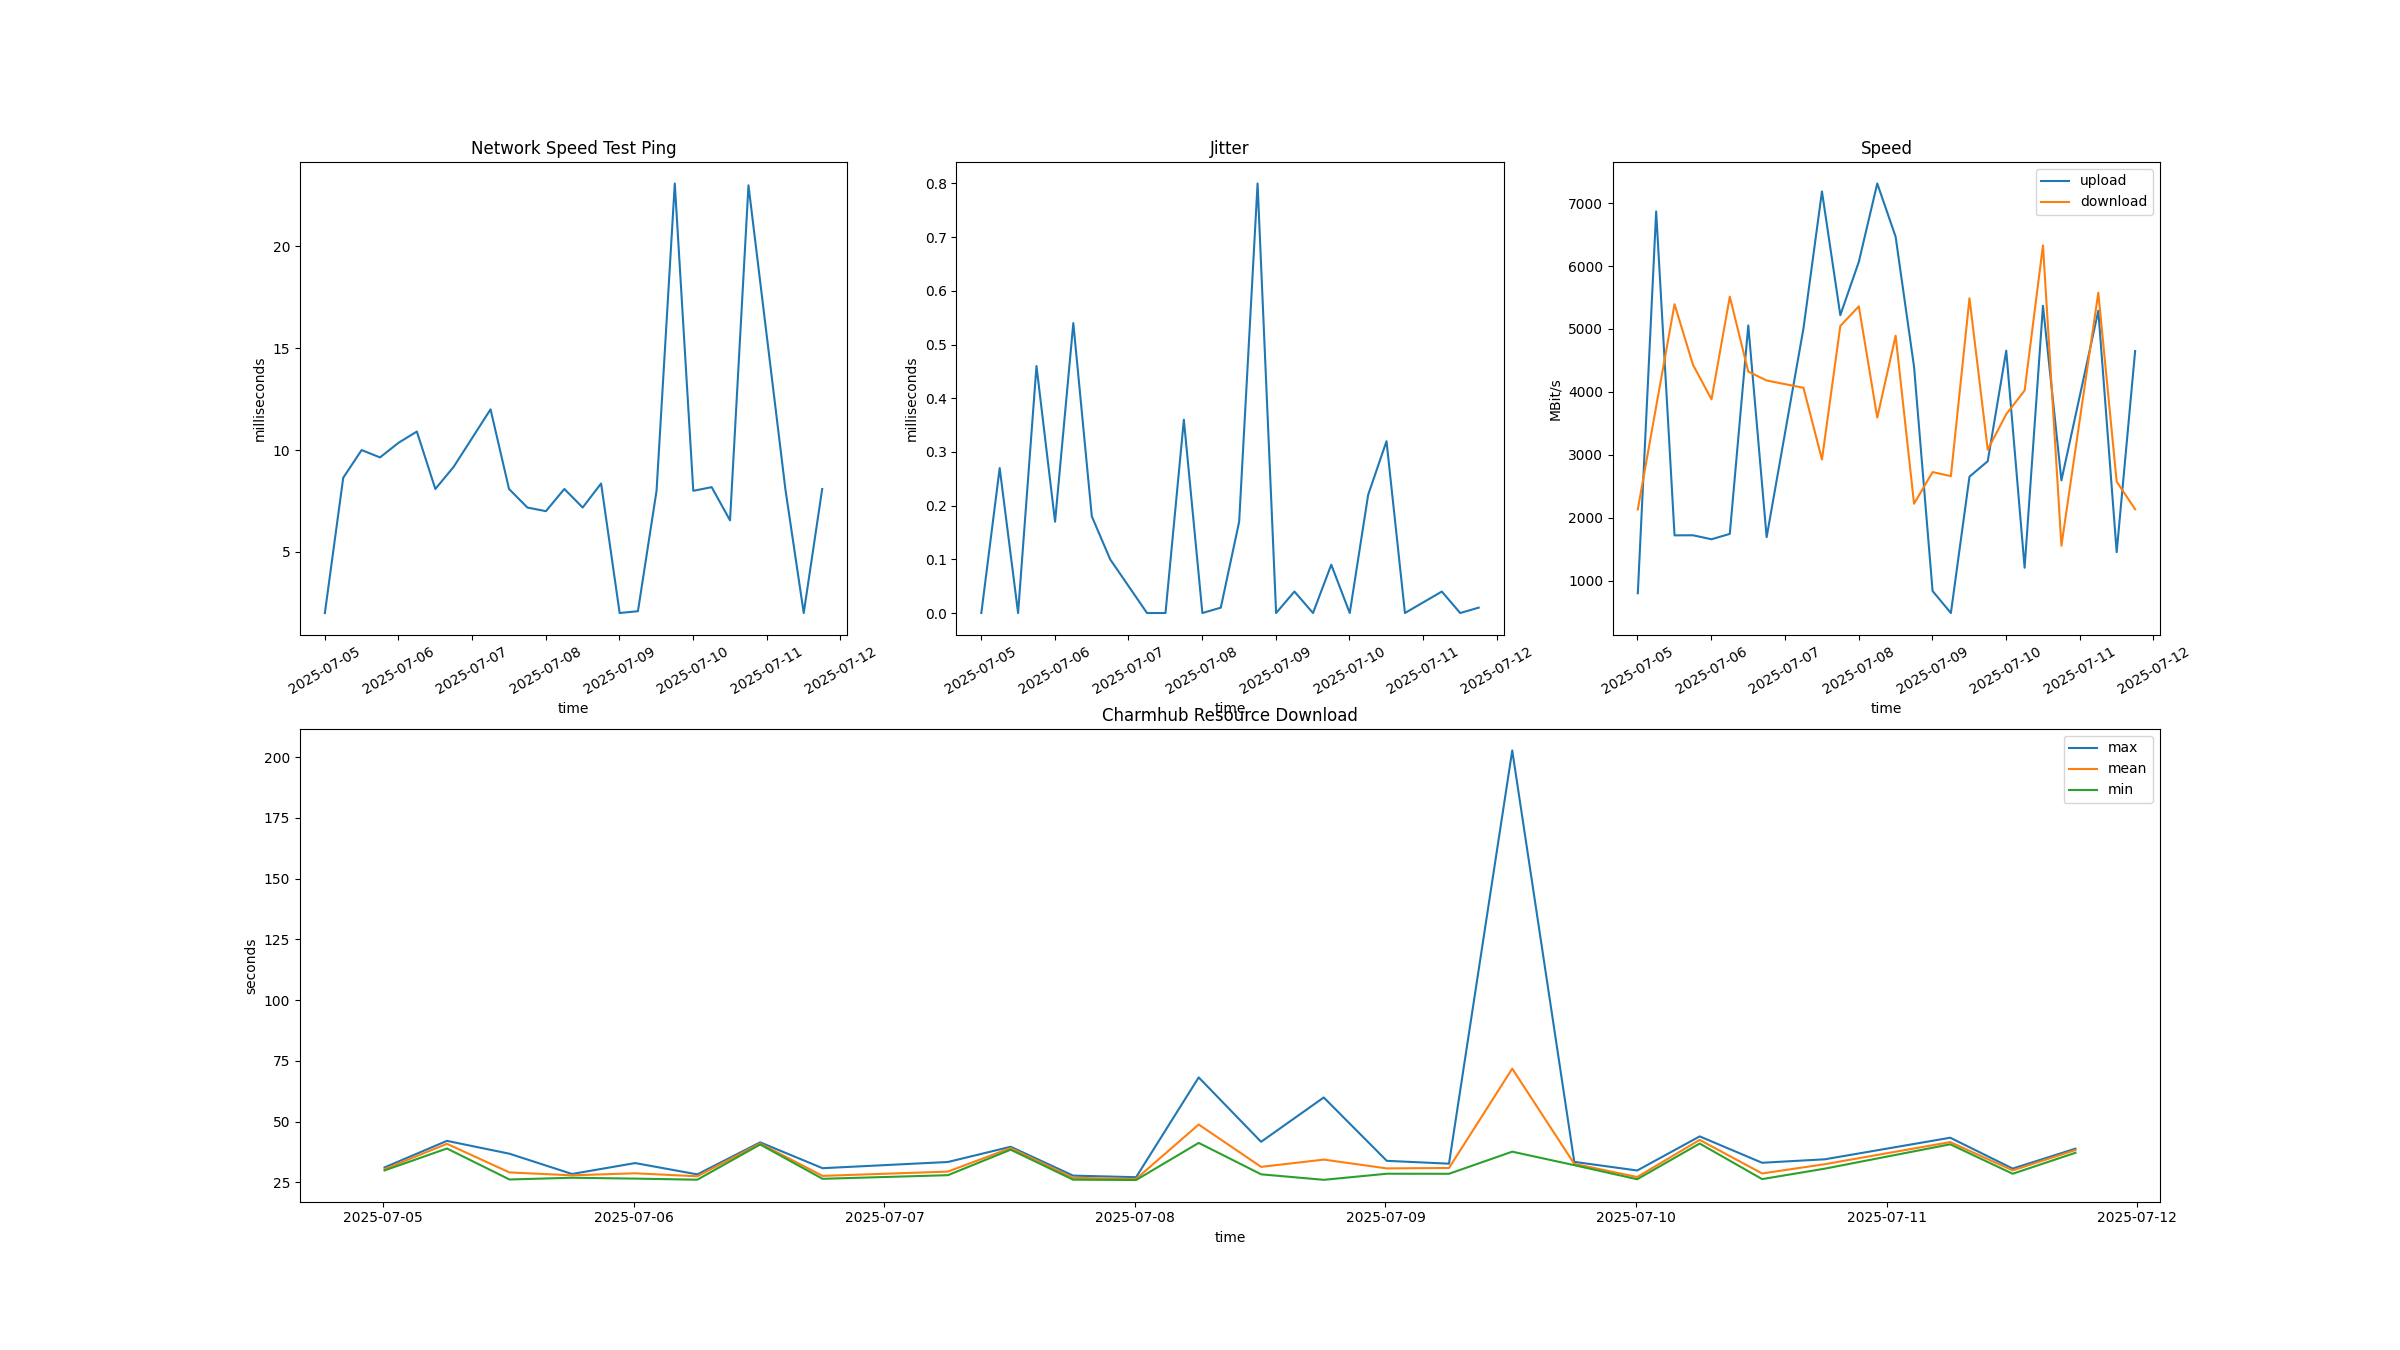 Network Speed Test Ping
milliseconds
20
15
10
5
2025-07-05 2025-07-06 2025-07-07 2025-07-08 2025-07-09 2025-07-10 2025-07-11 2025-07-12
time
Jitter
milliseconds
0.8
0.7
0.6
0.5
0.4
0.3
0.2
0.1
0.0
2025-07-05 2025-07-06 2025-07-07 2025-07-08 2025-07-09 2025-07-10 2025-07-11 2025-07-12
time
Speed
upload
download
MBit/s
7000
6000
5000
4000
3000
2000
1000
2025-07-05 2025-07-06 2025-07-07 2025-07-08 2025-07-09 2025-07-10 2025-07-11 2025-07-12
time
Charmhub Resource Download
max
mean
min
seconds
200
175
150
125
100
75
50
25
2025-07-05 2025-07-06 2025-07-07 2025-07-08 2025-07-09 2025-07-10 2025-07-11 2025-07-12
time